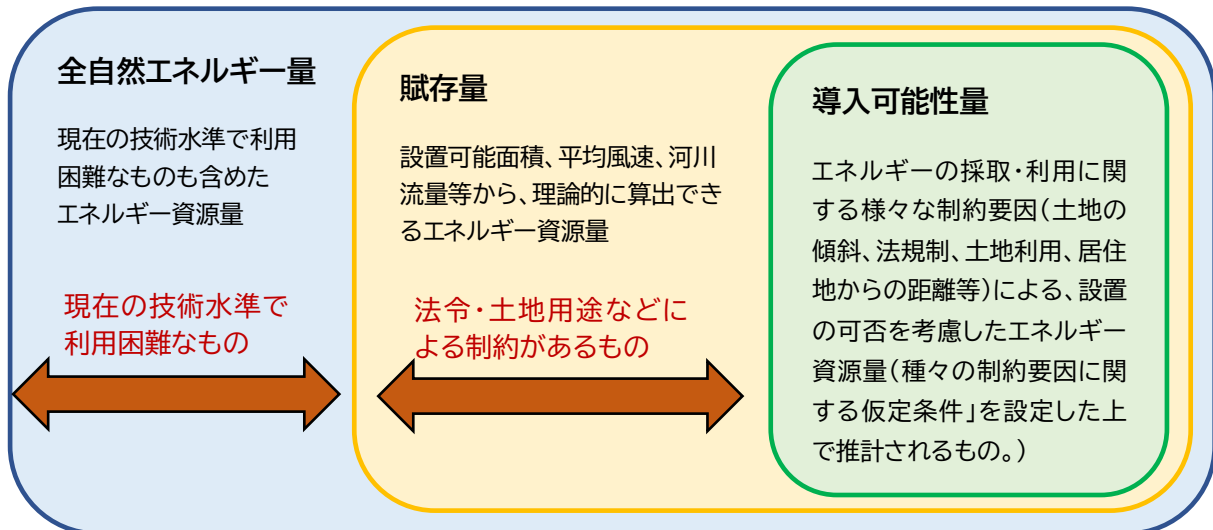 全自然エネルギー量
現在の技術水準で利用
困難なものも含めた
エネルギー資源量
現在の技術水準で
利用困難なもの
賦存量
設置可能面積、平均風速、河川
流量等から、理論的に算出でき
るエネルギー資源量
法令・土地用途などに
よる制約があるもの
導入可能性量
エネルギーの採取・利用に関
する様々な制約要因(土地の
傾斜、法規制、土地利用、居住
地からの距離等)による、設置
の可否を考慮したエネルギー
資源量(種々の制約要因に関
する仮定条件」を設定した上
で推計されるもの。)